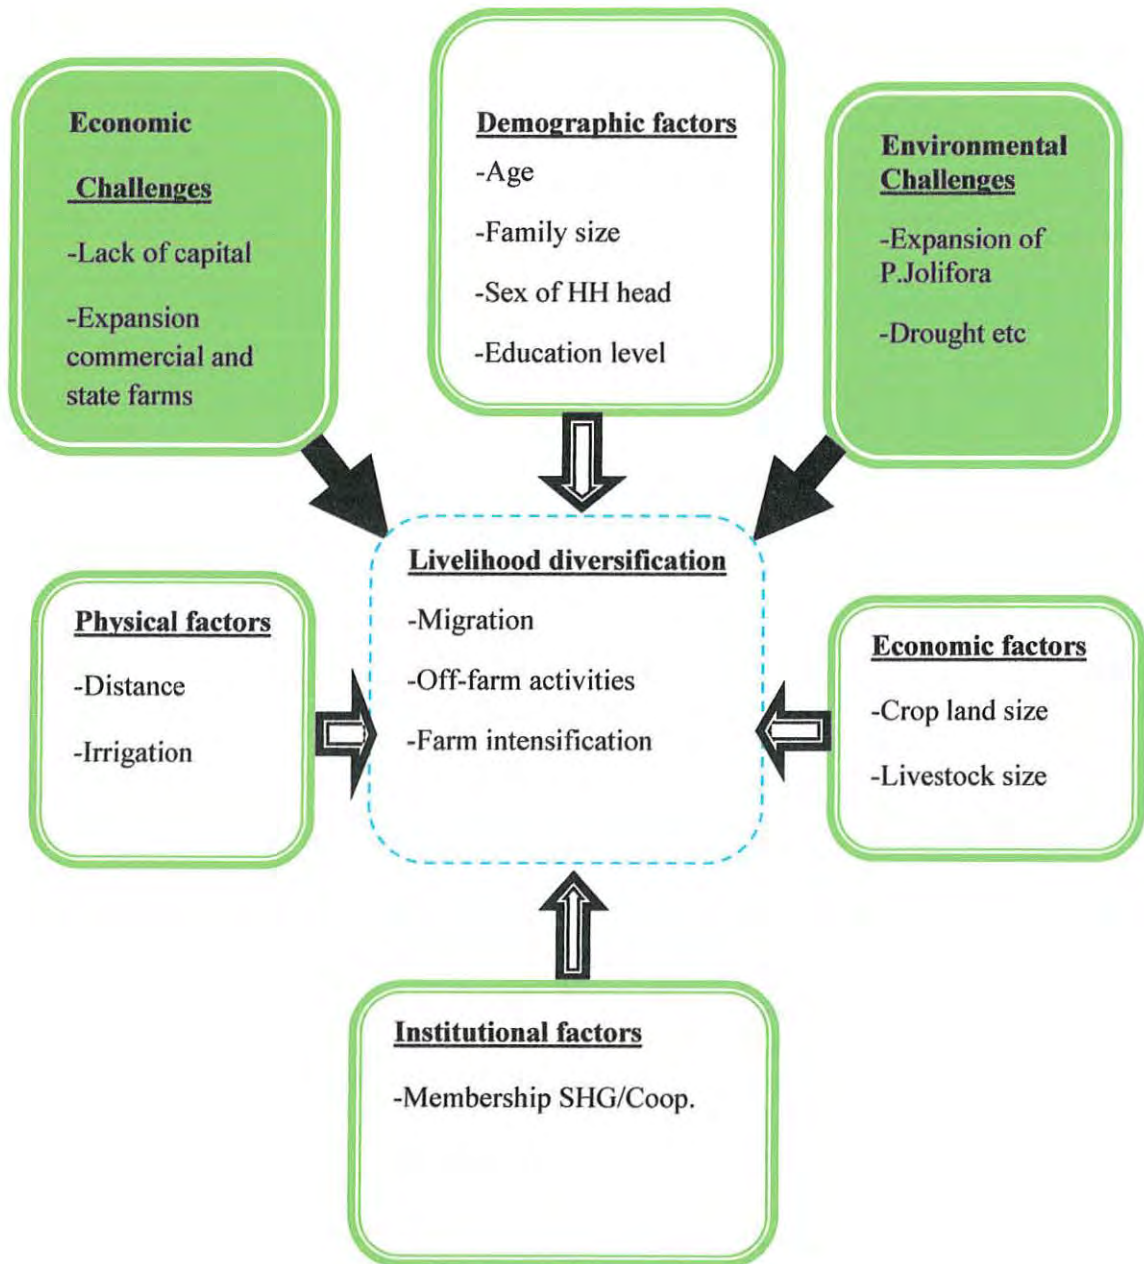 Economic
Challenges
-Lack of capital
-Expansion
commercial and
state farms
Demographic factors
-Age
-Family size
-Sex of HH head
-Education level
Environmental
Challenges
-Expansion of
P.Jolifora
-Drought etc
Physical factors
-Distance
-Irrigation
Livelihood diversification
-Migration
-Off-farm activities
-Farm intensification
Economic factors
-Crop land size
-Livestock size
Institutional factors
-Membership SHG/Coop.